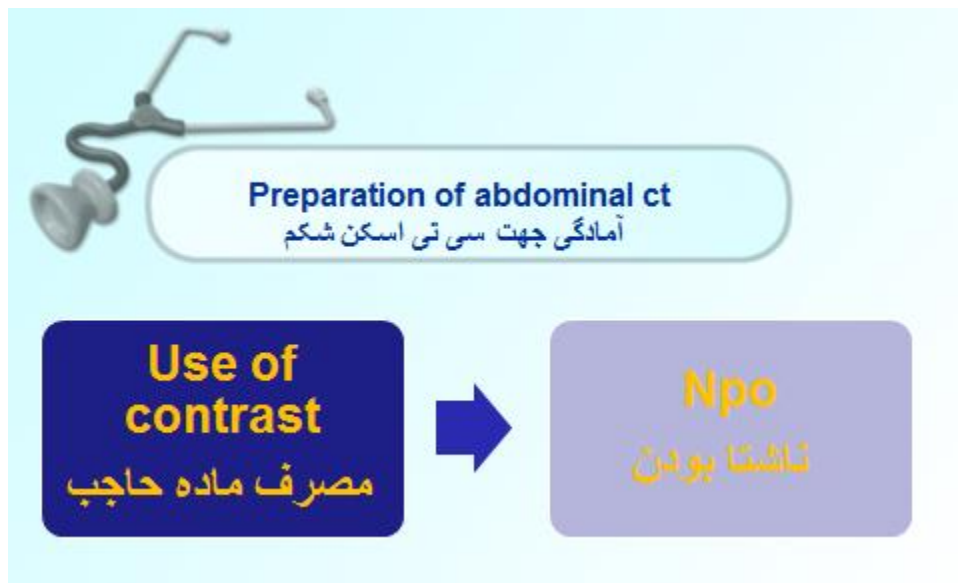 Preparation of abdominal ct
آمادگی جهت سی تی اسکن شکم
Use of
contrast
مصرف ماده حاجب
Npo
ناشتا بودن